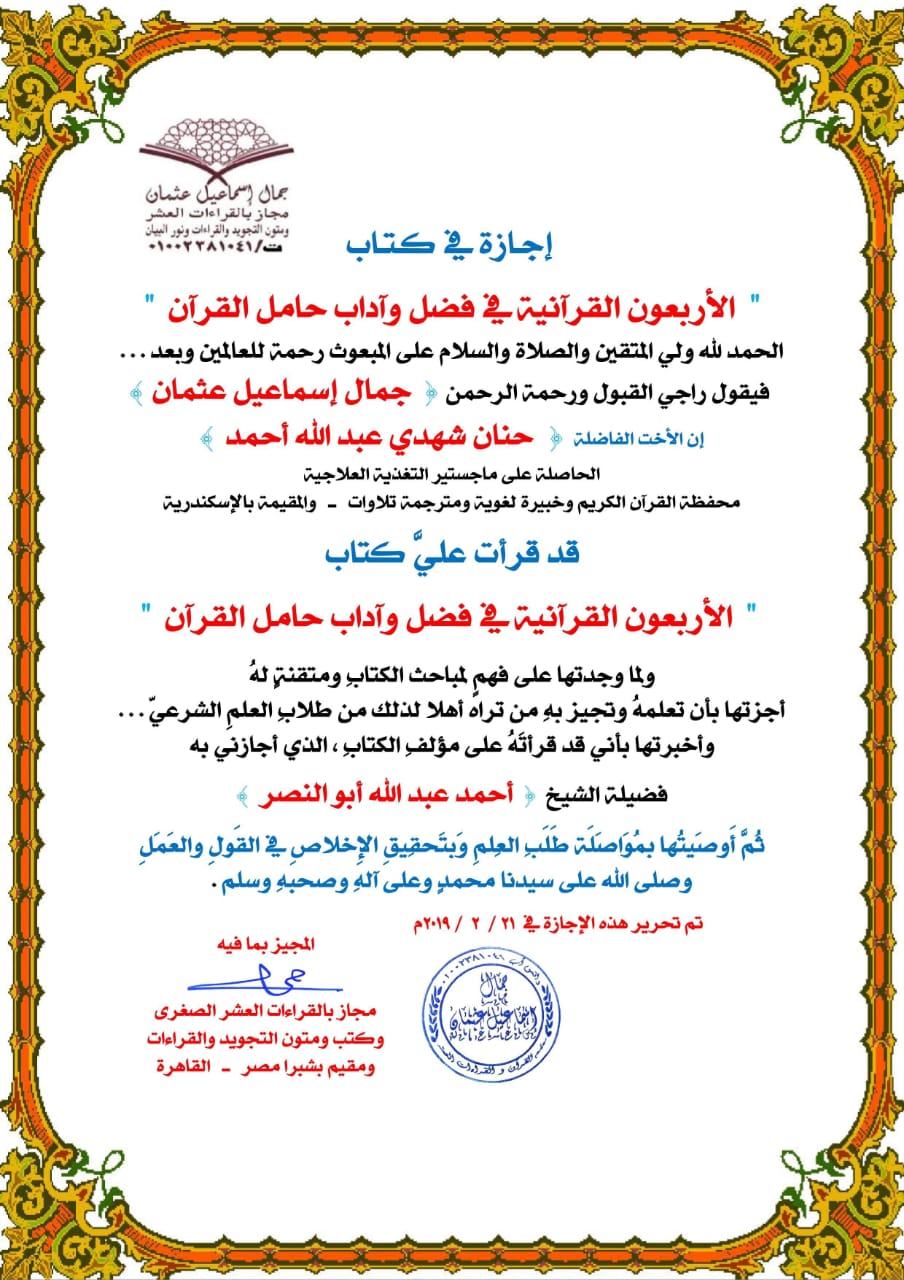 جمال إسماعيل عثمان
مجاز بالقراءات العشر
ومتون التجويد والقراءات ونور البيان
ت/٠١٠٠٢٣٨١٠٤١
إجازة في كتاب
" الأربعون القرآنية في فضل وآداب حامل القرآن "
الحمد لله ولي المتقين والصلاة والسلام على المبعوث رحمة للعالمين وبعد...
فيقول راجي القبول ورحمة الرحمن ﴿ جمال إسماعيل عثمان ﴾
إن الأخت الفاضلة ﴿ حنان شهدي عبد الله أحمد ﴾
الحاصلة على ماجستير التغذية العلاجية
محفظة القرآن الكريم وخبيرة لغوية ومترجمة تلاوات - والمقيمة بالإسكندرية
قد قرأت عليَّ كتاب
" الأربعون القرآنية في فضل وآداب حامل القرآن "
ولما وجدتها على فهمٍ لمباحث الكتابِ ومتقنةٍ لهُ
أجزتها بأن تعلمهُ وتجيز بهِ من تراه أهلا لذلك من طلابِ العلمِ الشرعيّ...
وأخبرتها بأني قد قرأتَهُ على مؤلفِ الكتابِ، الذي أجازني به
فضيلة الشيخ ﴿ أحمد عبد الله أبو النصر ﴾
ثُمَّ أَوصَيتُها بمُوَاصَلَة طَلَبِ العِلمِ وَبتَحقِيقِ الإِخلاصِ في القَولِ والعَمَلِ
وصلى الله على سيدنا محمدٍ وعلى آلهِ وصحبهِ وسلم.
تم تحرير هذه الإجازة في ٢١ / ٢ / ٢٠١٩م
المجيز بما فيه
مجاز بالقراءات العشر الصغرى
وكتب ومتون التجويد والقراءات
ومقيم بشبرا مصر - القاهرة
٠١٠٠٢٣٨١٠٤١
جمال
إسماعيل عثمان